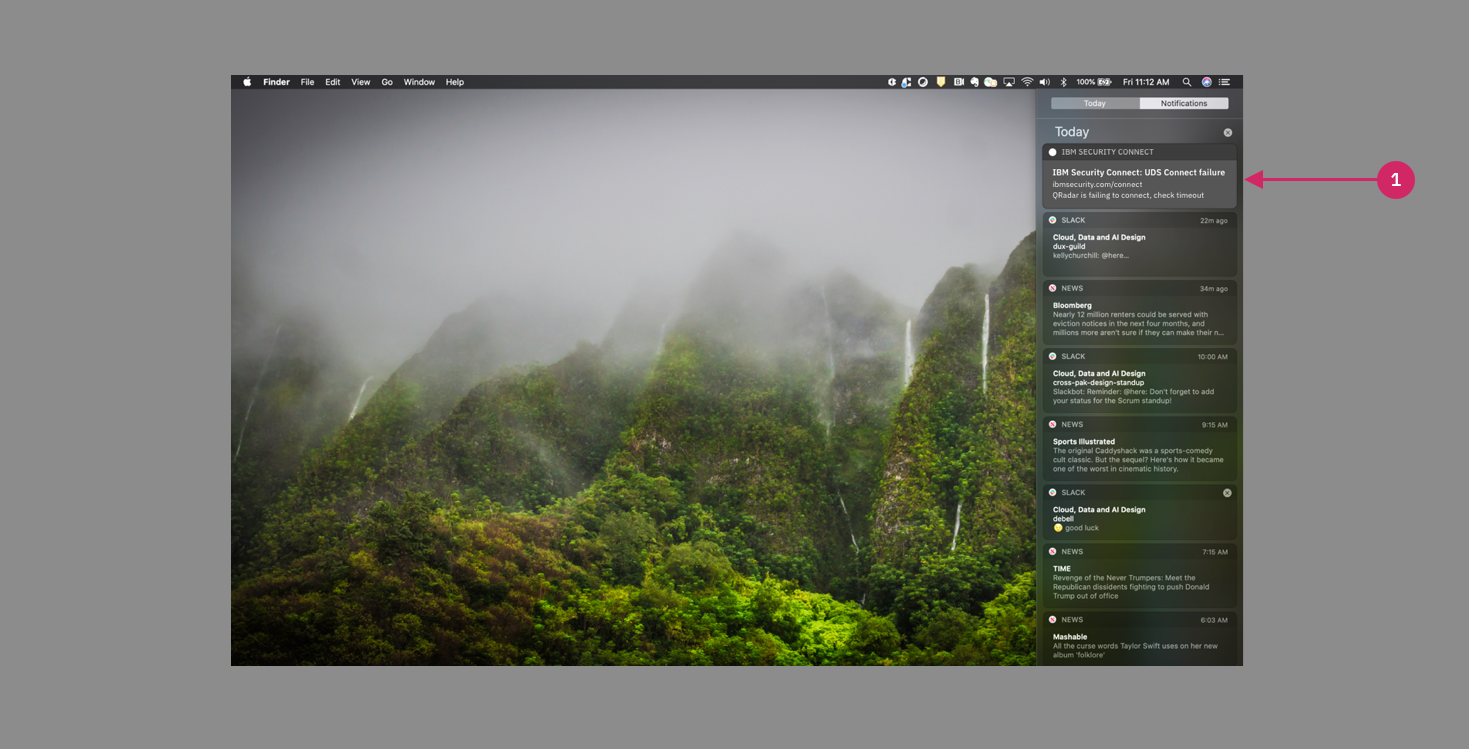 Finder File Edit View Go Window Help
100% Fri 11:12 AM
Today Notifications
Today
IBM SECURITY CONNECT
IBM Security Connect: UDS Connect failure
ibmsecurity.com/connect
QRadar is failing to connect, check timeout
1
SLACK 22m ago
Cloud, Data and AI Design
dux-guild
kellychurchill: @here...
NEWS 34m ago
Bloomberg
Nearly 12 million renters could be served with
eviction notices in the next four months, and
millions more aren't sure if they can make their n...
SLACK 10:00 AM
Cloud, Data and AI Design
cross-pak-design-standup
Slackbot: Reminder: @here: Don't forget to add
your status for the Scrum standup!
NEWS 9:15 AM
Sports Illustrated
The original Caddyshack was a sports-comedy
cult classic. But the sequel? Here's how it became
one of the worst in cinematic history.
SLACK
Cloud, Data and AI Design
debell
good luck
NEWS 7:15 AM
TIME
Revenge of the Never Trumpers: Meet the
Republican dissidents fighting to push Donald
Trump out of office
NEWS 6:03 AM
Mashable
All the curse words Taylor Swift uses on her new
album 'folklore'